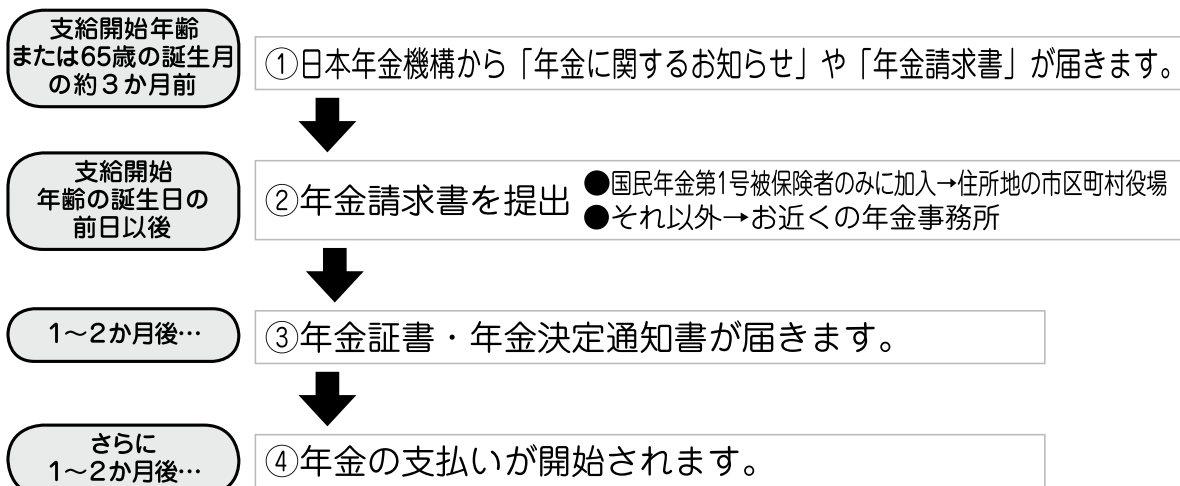 支給開始年齢
または65歳の誕生月
の約3か月前
①日本年金機構から「年金に関するお知らせ」や「年金請求書」が届きます。
支給開始
年齢の誕生日の
前日以後
②年金請求書を提出
●国民年金第1号被保険者のみに加入→住所地の市区町村役場
●それ以外→お近くの年金事務所
1〜2か月後…
③年金証書・年金決定通知書が届きます。
さらに
1〜2か月後…
④年金の支払いが開始されます。